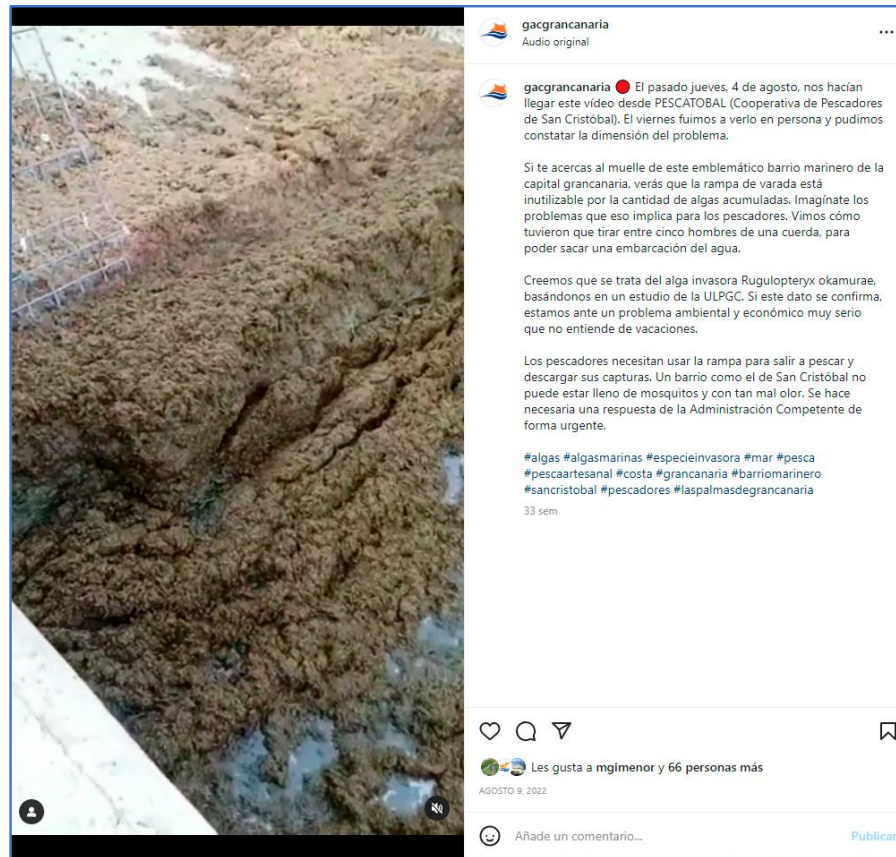 gacgrancanaria
Audio original
gacgrancanaria 🔴 El pasado jueves, 4 de agosto, nos hacían
llegar este vídeo desde PESCATOBAL (Cooperativa de Pescadores
de San Cristóbal). El viernes fuimos a verlo en persona y pudimos
constatar la dimensión del problema.
Si te acercas al muelle de este emblemático barrio marinero de la
capital grancanaria, verás que la rampa de varada está
inutilizable por la cantidad de algas acumuladas. Imagínate los
problemas que eso implica para los pescadores. Vimos cómo
tuvieron que tirar entre cinco hombres de una cuerda, para
poder sacar una embarcación del agua.
Creemos que se trata del alga invasora Rugulopteryx okamurae,
basándonos en un estudio de la ULPGC. Si este dato se confirma,
estamos ante un problema ambiental y económico muy serio
que no entiende de vacaciones.
Los pescadores necesitan usar la rampa para salir a pescar y
descargar sus capturas. Un barrio como el de San Cristóbal no
puede estar lleno de mosquitos y con tan mal olor. Se hace
necesaria una respuesta de la Administración Competente de
forma urgente.
#algas #algasmarinas #especieinvasora #mar #pesca
#pescaartesanal #costa #grancanaria #barriomarinero
#sancristobal #pescadores #laspalmasdegrancanaria
33 sem
Les gusta a mgimenor y 66 personas más
AGOSTO 9, 2022
Añade un comentario...
Publicar